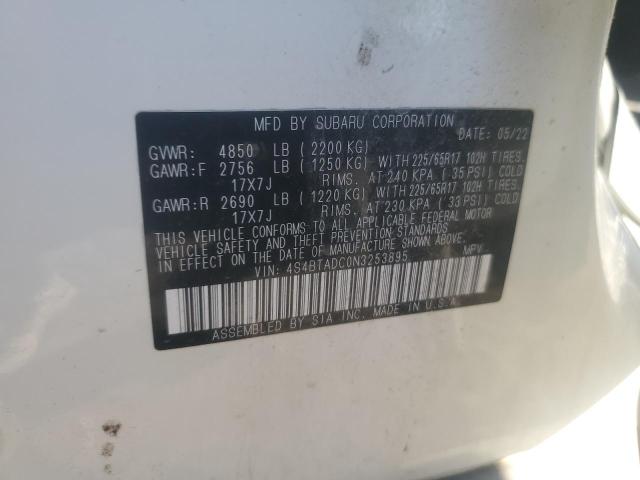 MFD BY SUBARU CORPORATION
DATE: 05/22
GVWR: 4850 LB ( 2200 KG)
GAWR:F 2756 LB ( 1250 KG) WITH 225/65R17 102H TIRES.
17X7J RIMS. AT 240 KPA ( 35 PSI) COLD
GAWR:R 2690 LB ( 1220 KG) WITH 225/65R17 102H TIRES.
17X7J RIMS. AT 230 KPA ( 33 PSI) COLD
THIS VEHICLE CONFORMS TO ALL APPLICABLE FEDERAL MOTOR
VEHICLE SAFETY AND THEFT PREVENTION STANDARDS
IN EFFECT ON THE DATE OF MANUFACTURE SHOWN ABOVE.
VIN: 4S4BTADC0N3253895 MPV
ASSEMBLED BY SIA INC. MADE IN U.S.A.